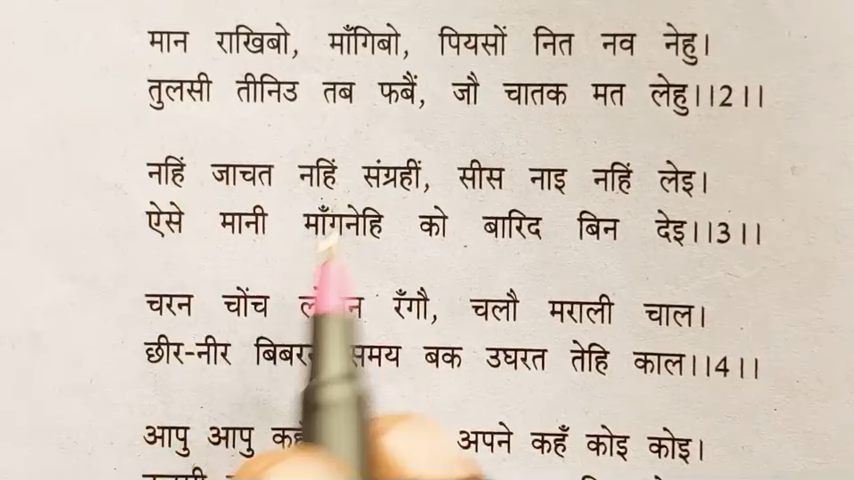 मान राखिबो, माँगिबो, पियसों नित नव नेहु।
तुलसी तीनिउ तब फबैं, जौ चातक मत लेहु।।2।।
नहिं जाचत नहिं संग्रहीं, सीस नाइ नहिं लेइ।
ऐसे मानी माँगनेहि को बारिद बिन देइ।।3।।
चरन चोंच रँगौ, चलौ मराली चाल।
छीर-नीर समय बक उघरत तेहि काल।।4।।
आपु आपु अपने कहँ कोइ कोइ।